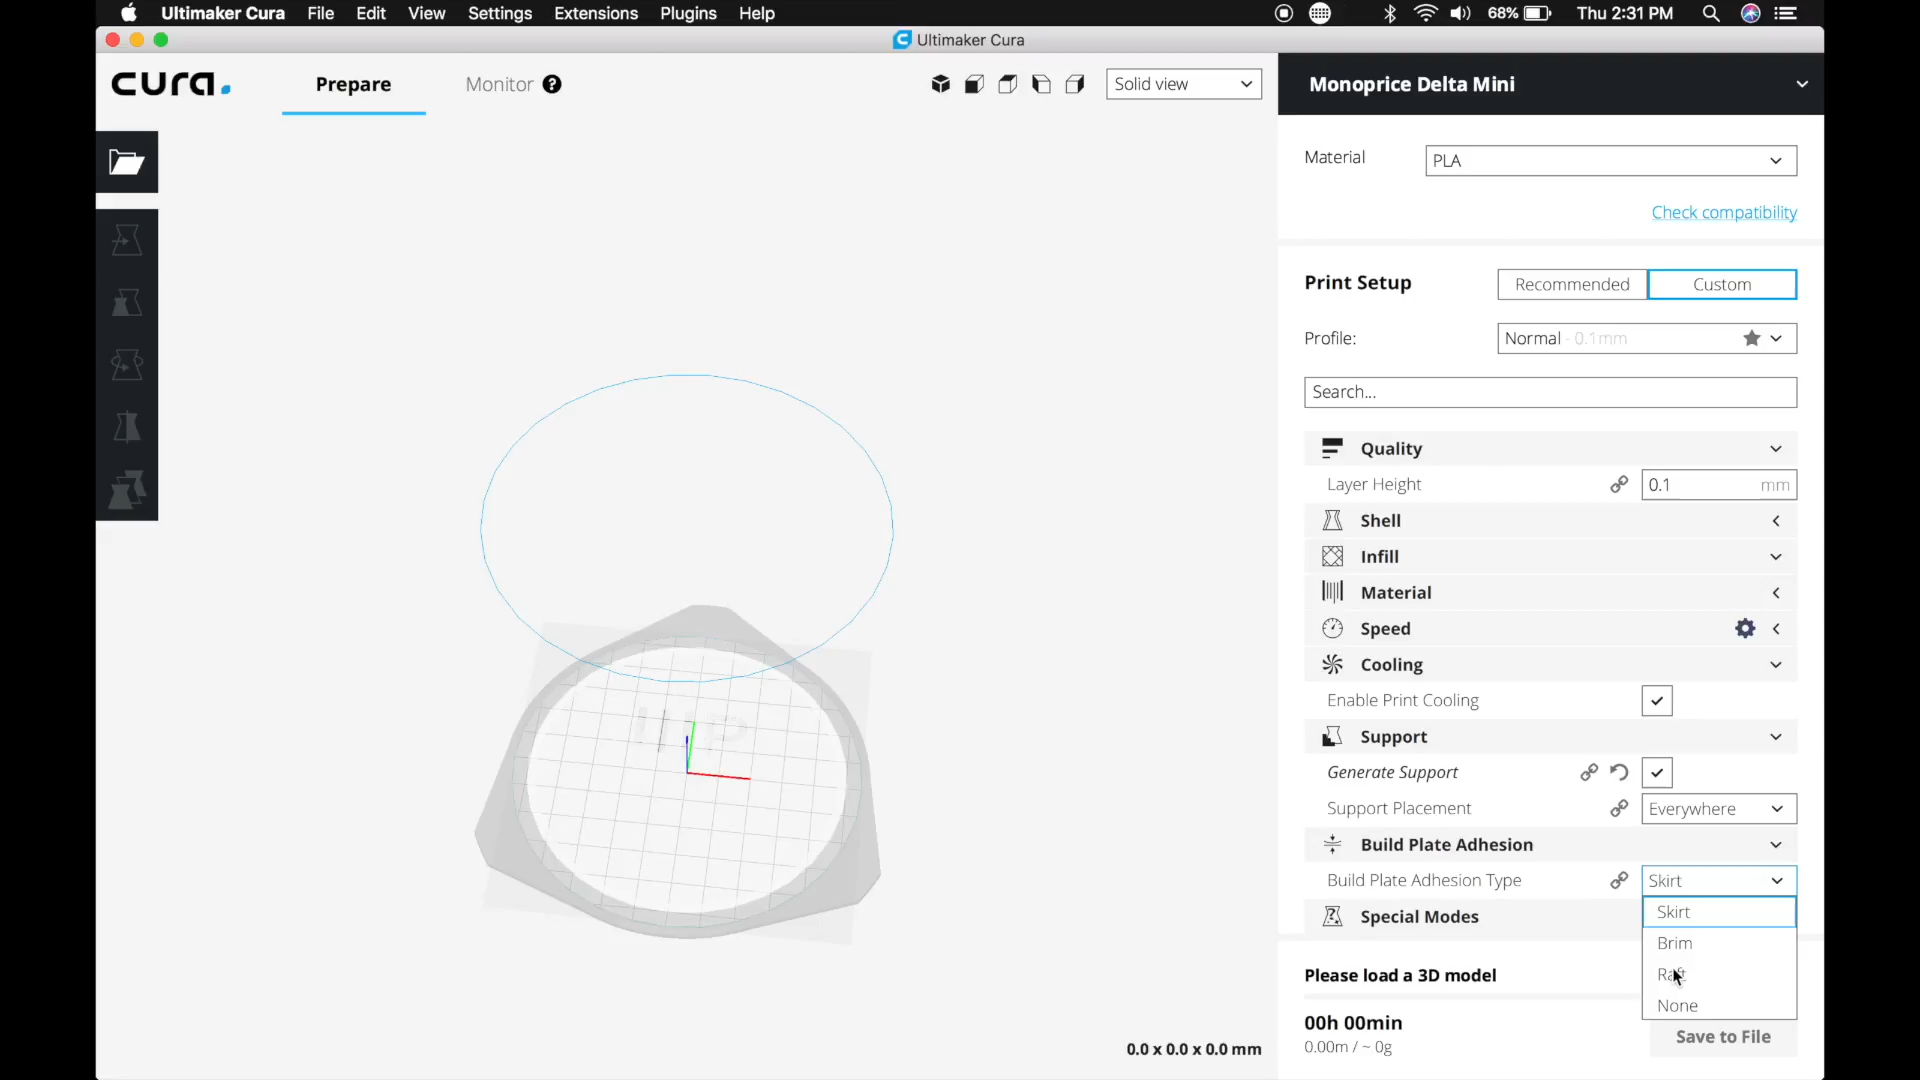 Ultimaker Cura File Edit View Settings Extensions Plugins Help 68% Thu 2:31 PM
Ultimaker Cura
cura. Prepare Monitor ? Solid view Monoprice Delta Mini
Material PLA
Check compatibility
Print Setup Recommended Custom
Profile: Normal - 0.1mm
Search...
Quality
Layer Height 0.1 mm
Shell
Infill
Material
Speed
Cooling
Enable Print Cooling
Support
Generate Support
Support Placement Everywhere
Build Plate Adhesion
Build Plate Adhesion Type Skirt
Skirt
Special Modes
Brim
Raft
Please load a 3D model
None
00h 00min
Save to File
0.00m / ~ 0g
0.0 x 0.0 x 0.0 mm